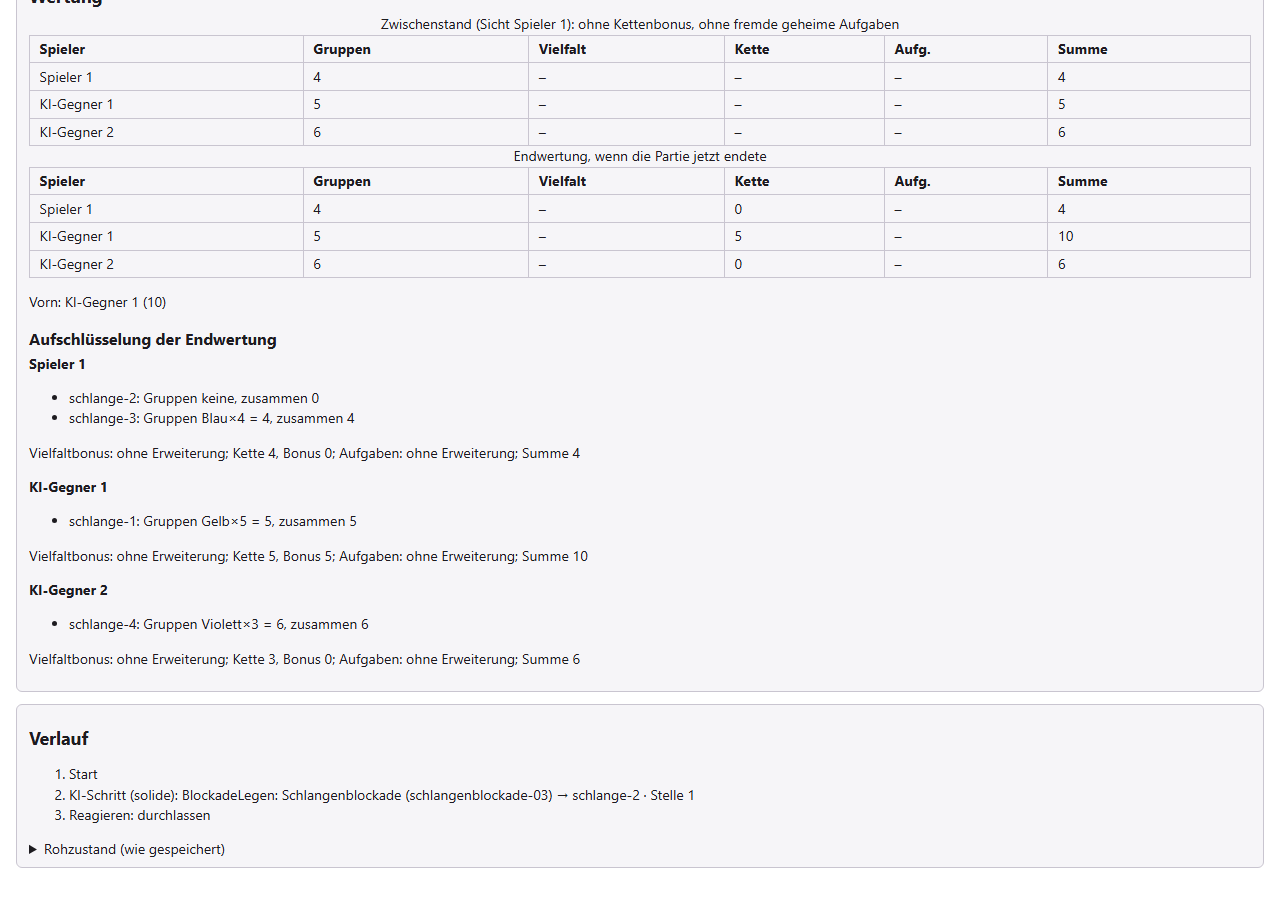 Wertung
Zwischenstand (Sicht Spieler 1): ohne Kettenbonus, ohne fremde geheime Aufgaben
Spieler Gruppen Vielfalt Kette Aufg. Summe
Spieler 1 4 – – – 4
KI-Gegner 1 5 – – – 5
KI-Gegner 2 6 – – – 6
Endwertung, wenn die Partie jetzt endete
Spieler Gruppen Vielfalt Kette Aufg. Summe
Spieler 1 4 – 0 – 4
KI-Gegner 1 5 – 5 – 10
KI-Gegner 2 6 – 0 – 6
Vorn: KI-Gegner 1 (10)
Aufschlüsselung der Endwertung
Spieler 1
• schlange-2: Gruppen keine, zusammen 0
• schlange-3: Gruppen Blau×4 = 4, zusammen 4
Vielfaltbonus: ohne Erweiterung; Kette 4, Bonus 0; Aufgaben: ohne Erweiterung; Summe 4
KI-Gegner 1
• schlange-1: Gruppen Gelb×5 = 5, zusammen 5
Vielfaltbonus: ohne Erweiterung; Kette 5, Bonus 5; Aufgaben: ohne Erweiterung; Summe 10
KI-Gegner 2
• schlange-4: Gruppen Violett×3 = 6, zusammen 6
Vielfaltbonus: ohne Erweiterung; Kette 3, Bonus 0; Aufgaben: ohne Erweiterung; Summe 6
Verlauf
1. Start
2. KI-Schritt (solide): BlockadeLegen: Schlangenblockade (schlangenblockade-03) → schlange-2 · Stelle 1
3. Reagieren: durchlassen
▶ Rohzustand (wie gespeichert)